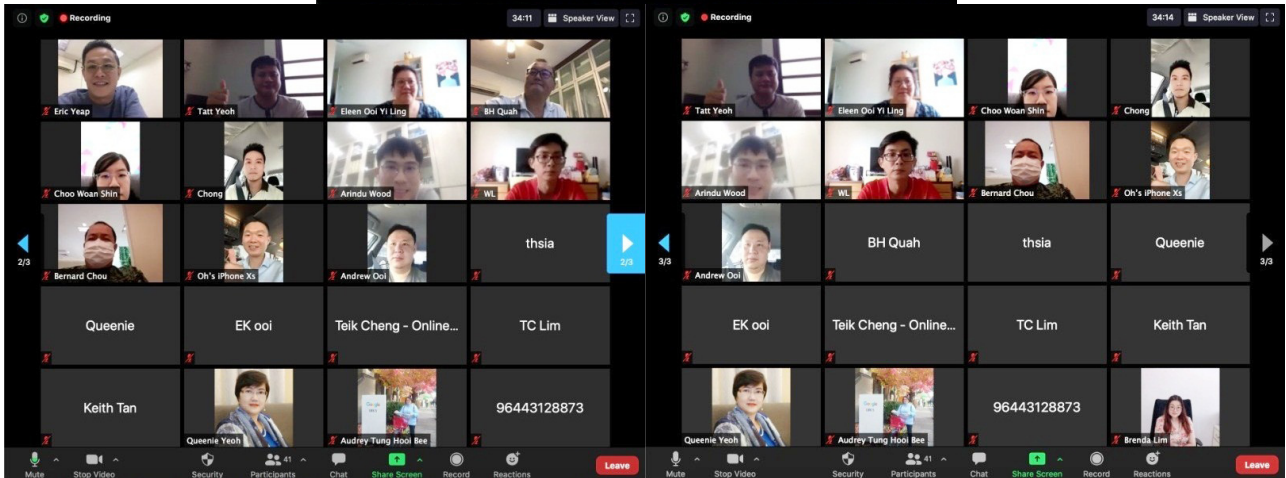 Recording
34:11 Speaker View
Eric Yeap
Tatt Yeoh
Eleen Ooi Yi Ling
BH Quah
Choo Woan Shin
Chong
Arindu Wood
WL
2/3
Bernard Chou
Oh's iPhone Xs
Andrew Ooi
thsia
2/3
Queenie
EK ooi
Teik Cheng - Online...
TC Lim
Keith Tan
Queenie Yeoh
Audrey Tung Hooi Bee
96443128873
Mute
Stop Video
Security
41
Participants
Chat
Share Screen
Record
Reactions
Leave
Recording
34:14 Speaker View
Tatt Yeoh
Eleen Ooi Yi Ling
Choo Woan Shin
Chong
Arindu Wood
WL
Bernard Chou
Oh's iPhone Xs
3/3
Andrew Ooi
BH Quah
thsia
Queenie
3/3
EK ooi
Teik Cheng - Online...
TC Lim
Keith Tan
Queenie Yeoh
Audrey Tung Hooi Bee
96443128873
Brenda Lim
Mute
Stop Video
Security
41
Participants
Chat
Share Screen
Record
Reactions
Leave